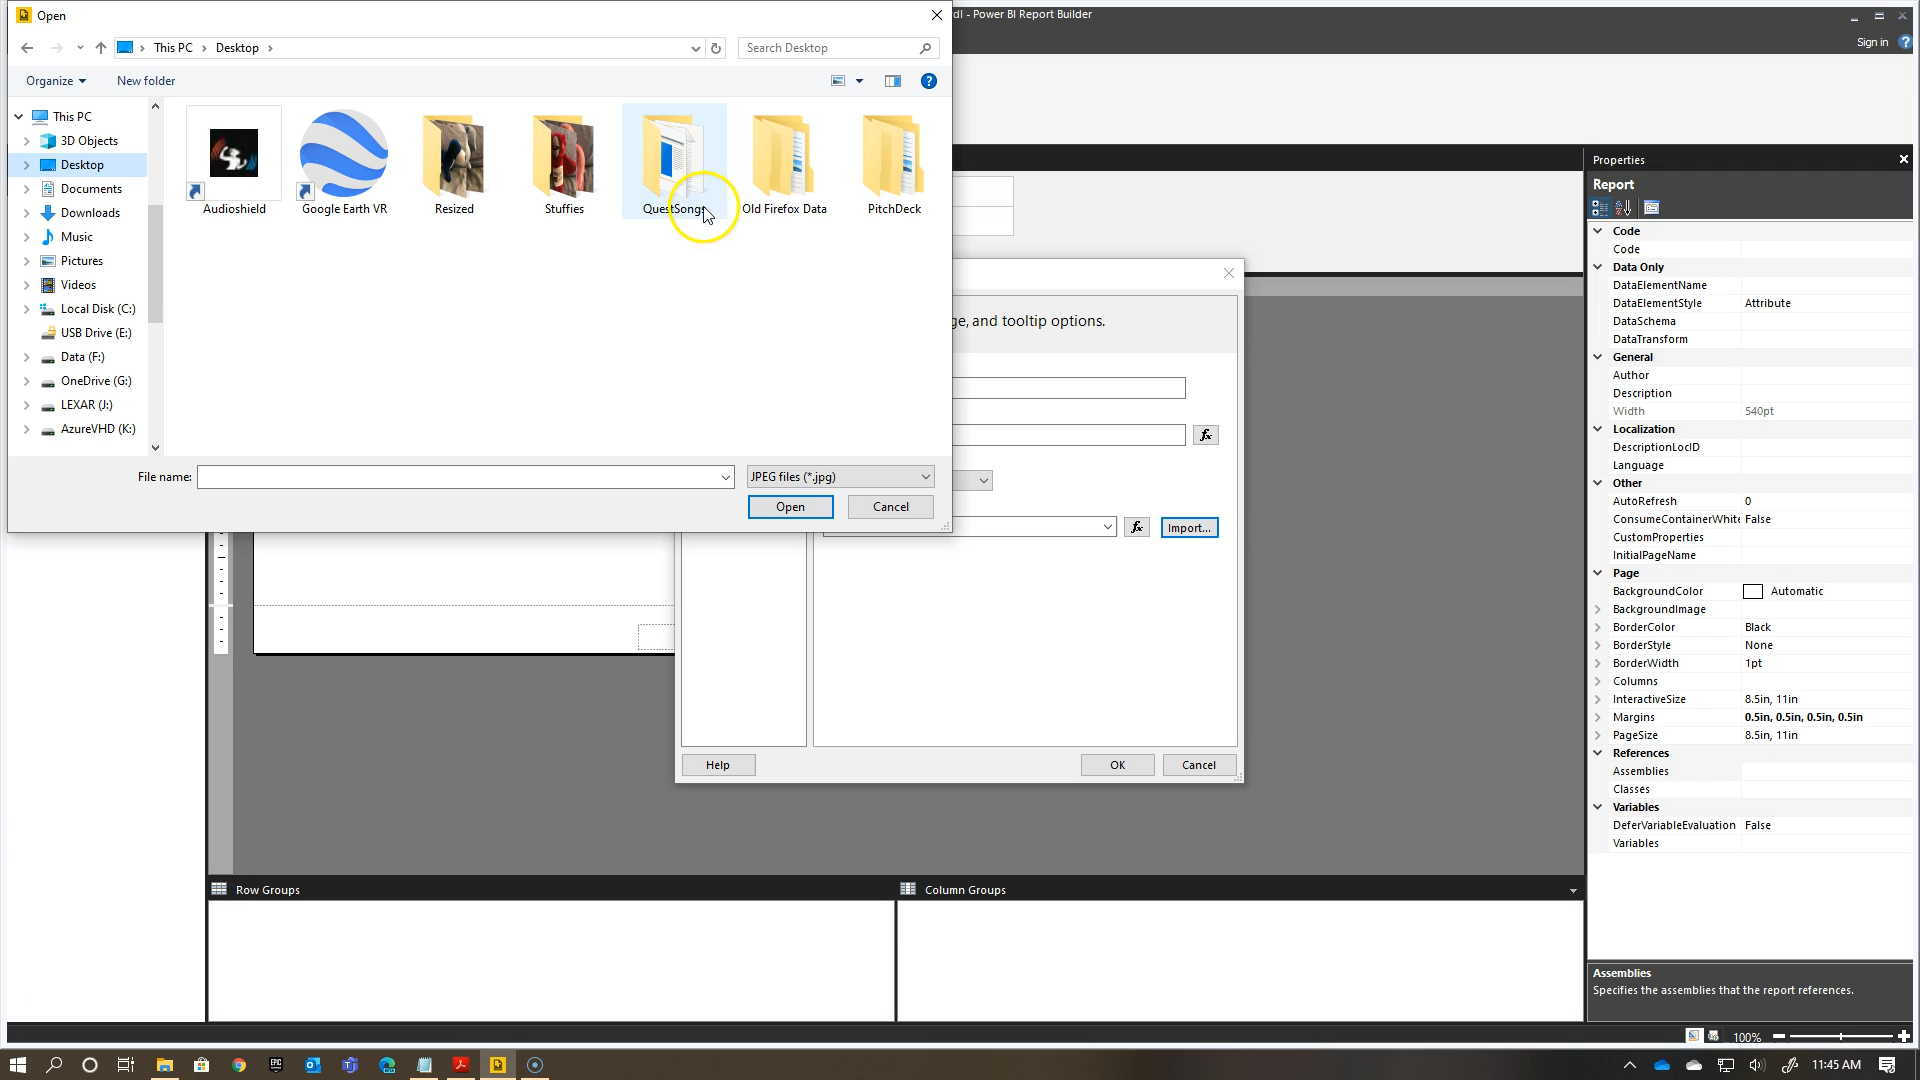 Open
dl - Power BI Report Builder
Sign in
This PC
Desktop
Search Desktop
Organize
New folder
This PC
3D Objects
Desktop
Documents
Downloads
Music
Pictures
Videos
Local Disk (C:)
USB Drive (E:)
Data (F:)
OneDrive (G:)
LEXAR (J:)
AzureVHD (K:)
Audioshield
Google Earth VR
Resized
Stuffies
QuestSongs
Old Firefox Data
PitchDeck
File name:
JPEG files (*.jpg)
Open
Cancel
ge, and tooltip options.
fx
fx
Import...
Help
OK
Cancel
Row Groups
Column Groups
Properties
Report
Code
Code
Data Only
DataElementName
DataElementStyle Attribute
DataSchema
DataTransform
General
Author
Description
Width 540pt
Localization
DescriptionLocID
Language
Other
AutoRefresh 0
ConsumeContainerWhite False
CustomProperties
InitialPageName
Page
BackgroundColor Automatic
BackgroundImage
BorderColor Black
BorderStyle None
BorderWidth 1pt
Columns
InteractiveSize 8.5in, 11in
Margins 0.5in, 0.5in, 0.5in, 0.5in
PageSize 8.5in, 11in
References
Assemblies
Classes
Variables
DeferVariableEvaluation False
Variables
Assemblies
Specifies the assemblies that the report references.
100%
EPIC
11:45 AM